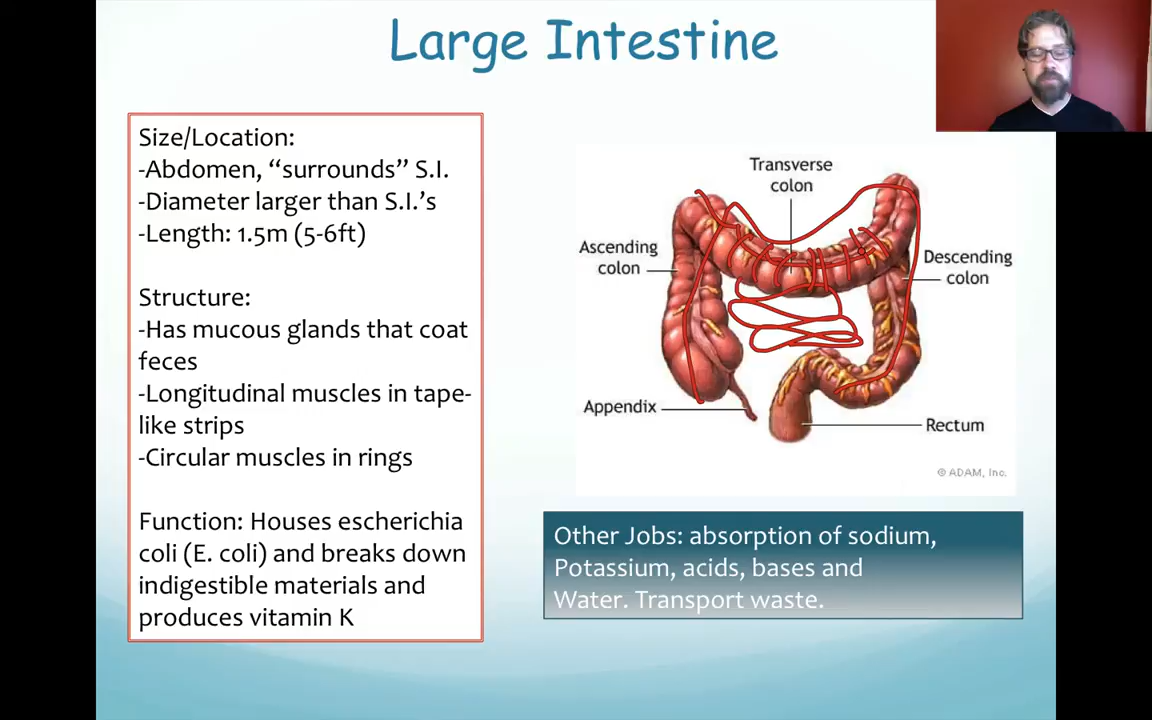 Large Intestine
Size/Location:
-Abdomen, “surrounds” S.I.
-Diameter larger than S.I.’s
-Length: 1.5m (5-6ft)
Structure:
-Has mucous glands that coat
feces
-Longitudinal muscles in tape-
like strips
-Circular muscles in rings
Function: Houses escherichia
coli (E. coli) and breaks down
indigestible materials and
produces vitamin K
Transverse
colon
Ascending
colon
Descending
colon
Appendix
Rectum
© ADAM, Inc.
Other Jobs: absorption of sodium,
Potassium, acids, bases and
Water. Transport waste.